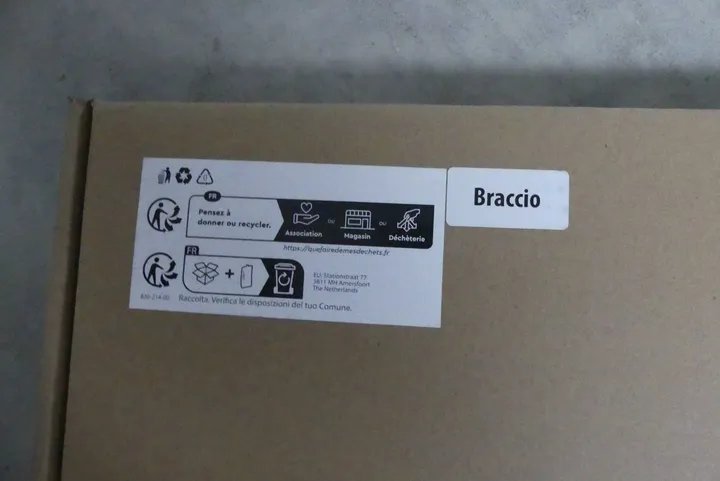 Braccio
FR
Pensez à
donner ou recycler.
Association
OU
Magasin
OU
Déchèterie
https://quefairedemesdechets.fr
FR
+
EU: Stationstraat 77
3811 MH Amersfoort
The Netherlands
Raccolta. Verifica le disposizioni del tuo Comune.